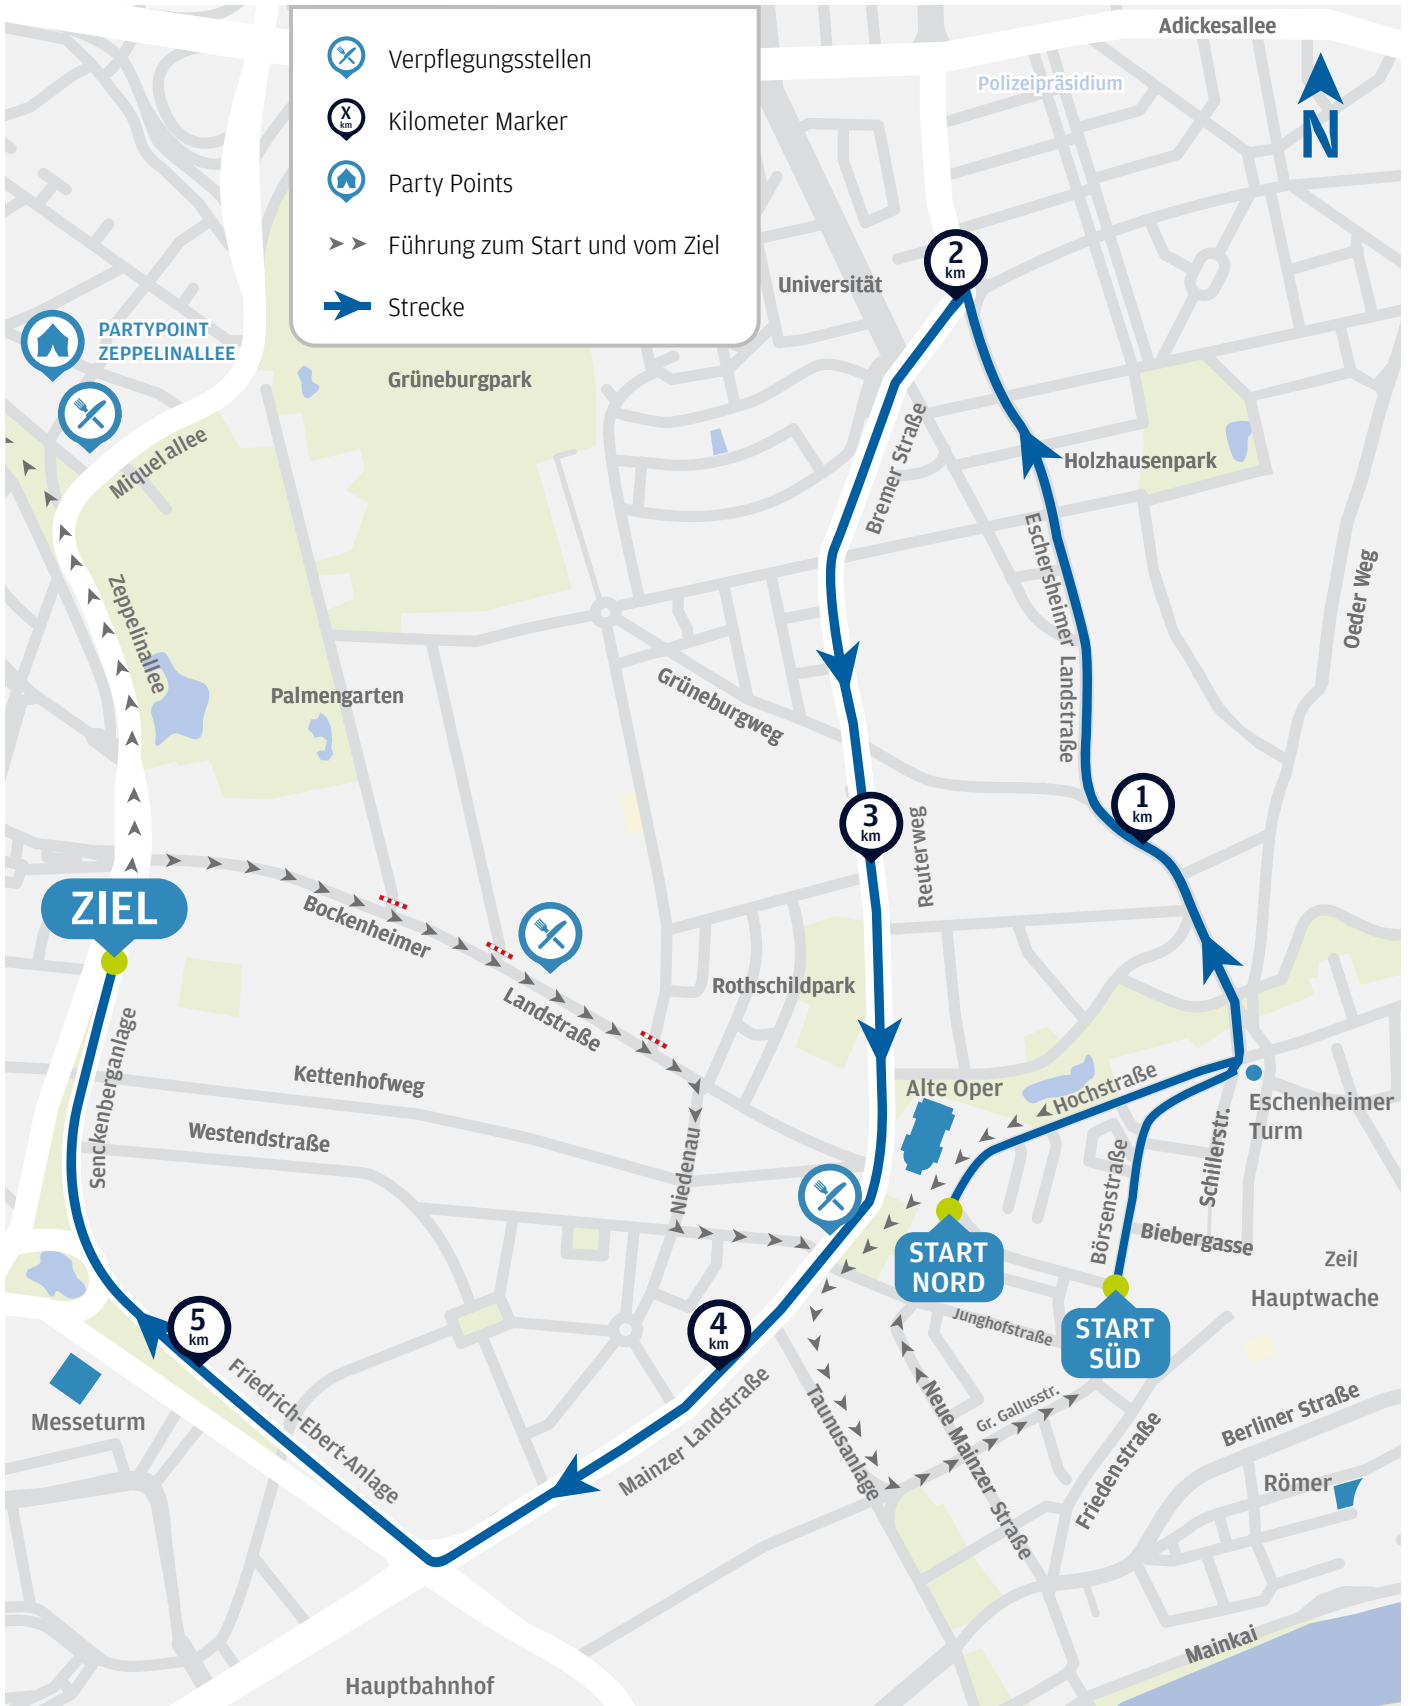 Adickesallee
Polizeipräsidium
N
Verpflegungsstellen
X
km
Kilometer Marker
Party Points
Führung zum Start und vom Ziel
Strecke
2
km
Universität
PARTYPOINT
ZEPPELINALLEE
Grüneburgpark
Miquelallee
Bremer Straße
Holzhausenpark
Eschersheimer Landstraße
Oeder Weg
Zeppelinallee
Palmengarten
Grüneburgweg
1
km
3
km
Reuterweg
ZIEL
Bockenheimer
Landstraße
Rothschildpark
Senckenberganlage
Kettenhofweg
Westendstraße
Niedenau
Alte Oper
Hochstraße
Eschenheimer
Turm
Schillerstr.
Börsenstraße
Biebergasse
Zeil
Hauptwache
START
NORD
START
SÜD
Junghofstraße
5
km
4
km
Friedrich-Ebert-Anlage
Messeturm
Mainzer Landstraße
Taunusanlage
Neue Mainzer Straße
Gr. Gallusstr.
Friedenstraße
Berliner Straße
Römer
Mainkai
Hauptbahnhof